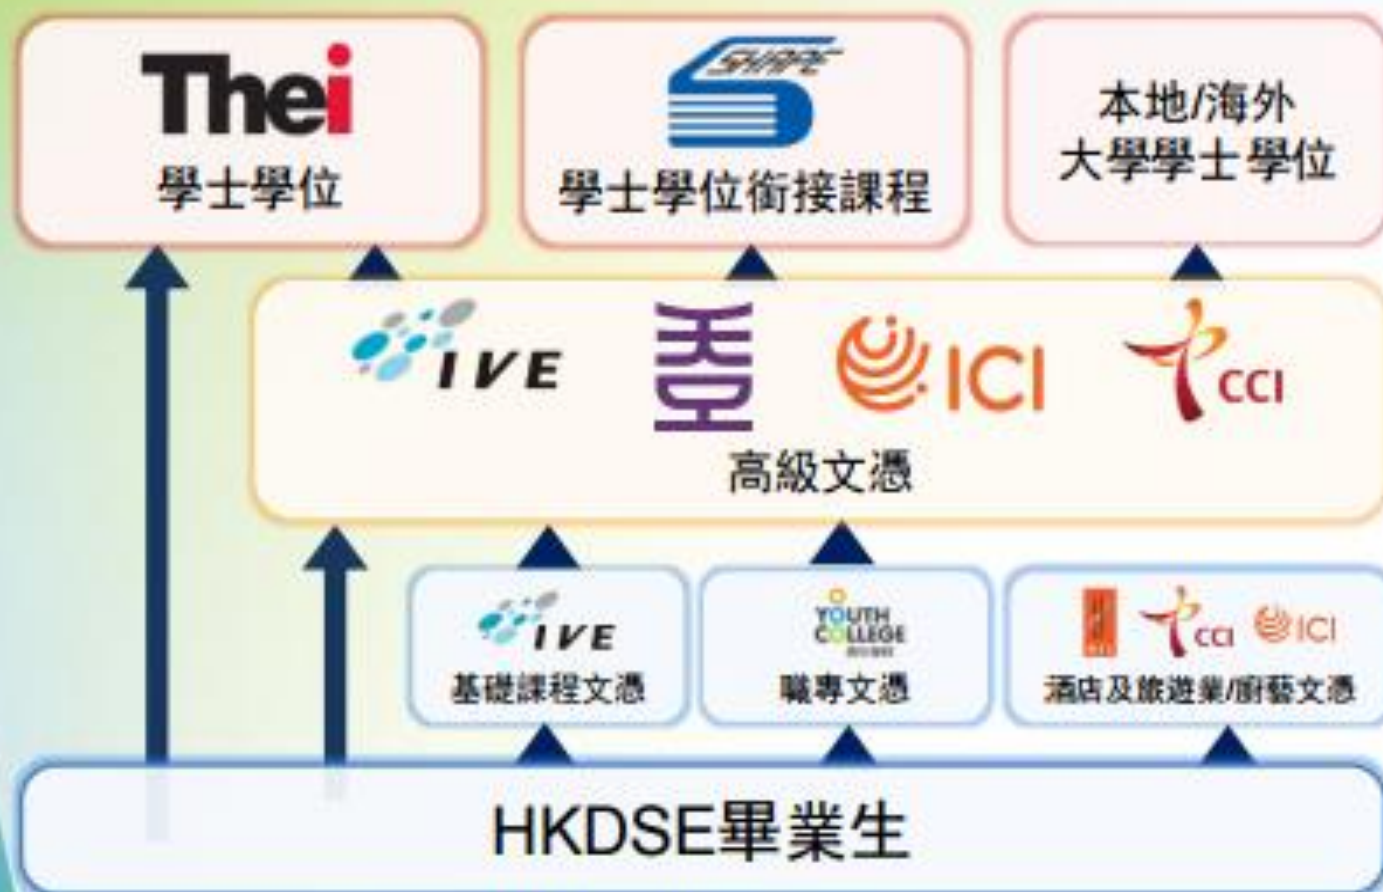 Thei
學士學位
SHAPE
學士學位銜接課程
本地/海外
大學學士學位
IVE
ICI
CCI
高級文憑
IVE
基礎課程文憑
YOUTH
COLLEGE
職專文憑
CCI
ICI
酒店及旅遊業/廚藝文憑
HKDSE畢業生